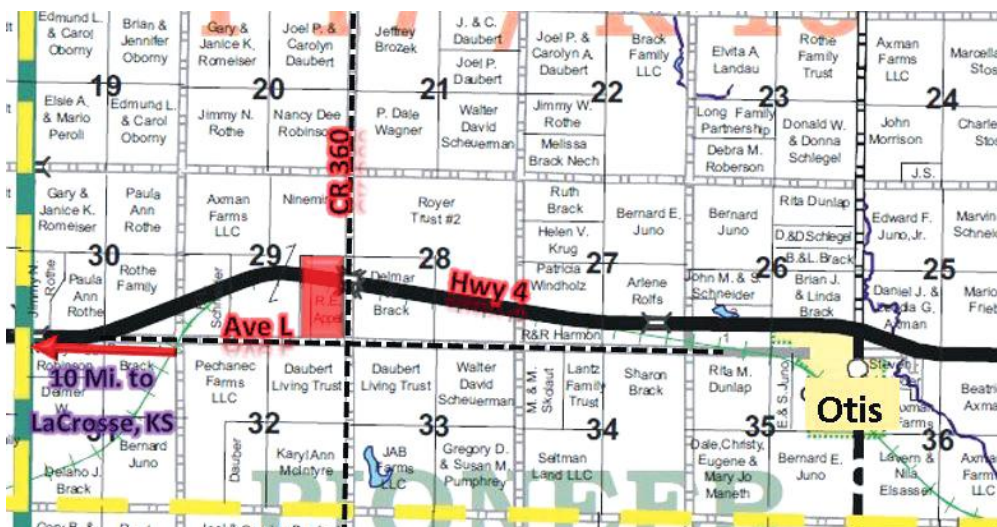 Edmund L.
& Carol
Oborny
Brian &
Jennifer
Oborny
Gary &
Janice K.
Romeiser
Joel P. &
Carolyn
Daubert
Jeffrey
Brozek
J. & C.
Daubert
Joel P.
Daubert
Joel P. &
Carolyn A.
Daubert
Brack
Family
LLC
Elvita A.
Landau
Rothe
Family
Trust
Axman
Farms
LLC
19
20
21
22
23
24
Elsie A.
& Mario
Peroli
Edmund L.
& Carol
Oborny
Jimmy N.
Rothe
Nancy Dee
P. Dale
Wagner
Walter
David
Scheuerman
Jimmy W.
Rothe
Melissa
Brack Nech
Long Family
Partnership
Debra M.
Roberson
Donald W.
& Donna
Schlegel
John
Morrison
J.S.
CR 360
Gary &
Janice K.
Romeiser
Paula
Ann
Rothe
Axman
Farms
LLC
Royer
Trust #2
Ruth
Brack
Helen V.
Krug
Patricia
Windholz
Bernard E.
Juno
Bernard
Juno
Rita Dunlap
D.&D.Schlegel
B.&L. Brack
Edward F.
Juno, Jr.
30
29
28
27
26
25
Jimmy N.
Rothe
Paula
Ann
Rothe
Rothe
Family
Delmar
Brack
Hwy 4
Arlene
Rolfs
John M. & S.
Schneider
Brian J.
& Linda
Brack
Daniel J. &
Ave L
R&R Harmon
10 Mi. to
LaCrosse, KS
Pechanec
Farms
LLC
Daubert
Living Trust
Daubert
Living Trust
Walter
David
Scheuerman
M. & M.
Skolaut
Lantz
Family
Trust
Sharon
Brack
Rita M.
Dunlap
E. & S. Juno
Otis
32
33
34
35
36
Bernard
Juno
Delano J.
Brack
Dauber
Karyl Ann
McIntyre
JAB
Farms
LLC
Gregory D.
& Susan M.
Pumphrey
Seltman
Land LLC
Dale, Christy,
Eugene &
Mary Jo
Maneth
Bernard E.
Juno
Lavern &
Nila
Elsasser
PIONEER